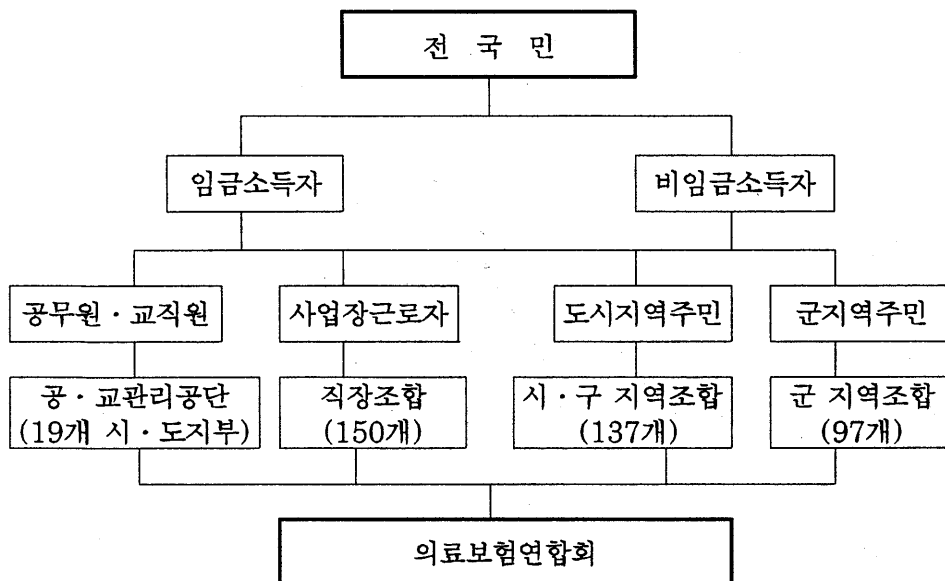 전 국 민
임금소득자
비임금소득자
공무원·교직원
사업장근로자
도시지역주민
군지역주민
공·교관리공단
(19개 시·도지부)
직장조합
(150개)
시·구 지역조합
(137개)
군 지역조합
(97개)
의료보험연합회